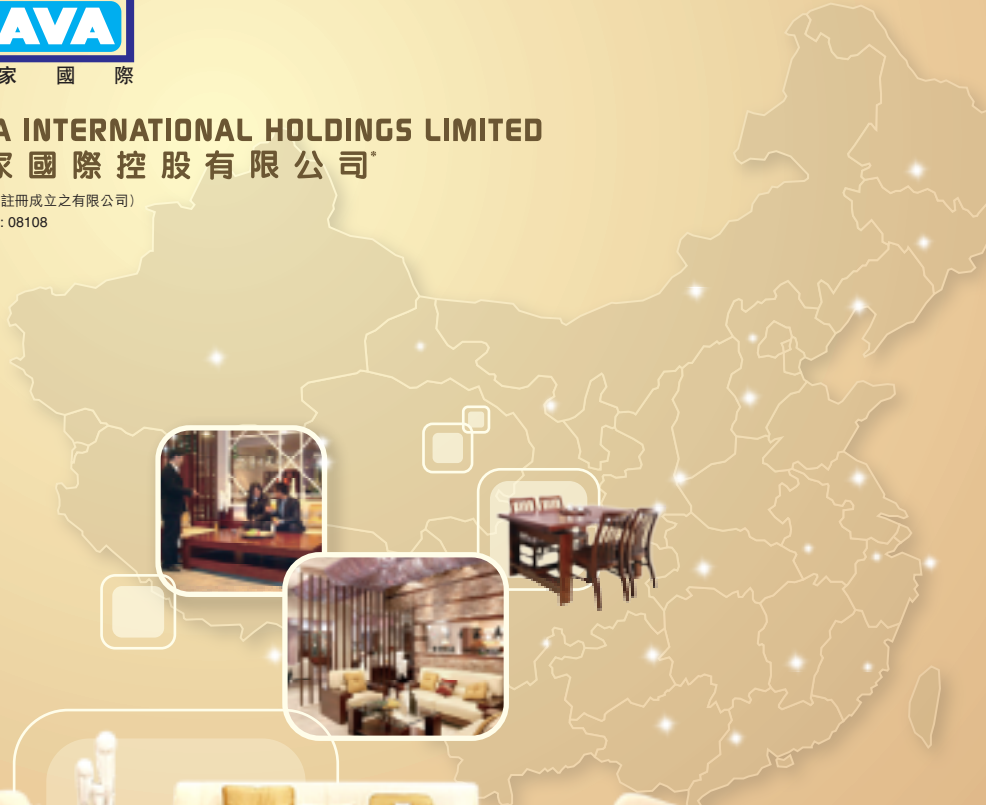 AVA
家 國 際
A INTERNATIONAL HOLDINGS LIMITED
家國際控股有限公司*
註冊成立之有限公司）
: 08108